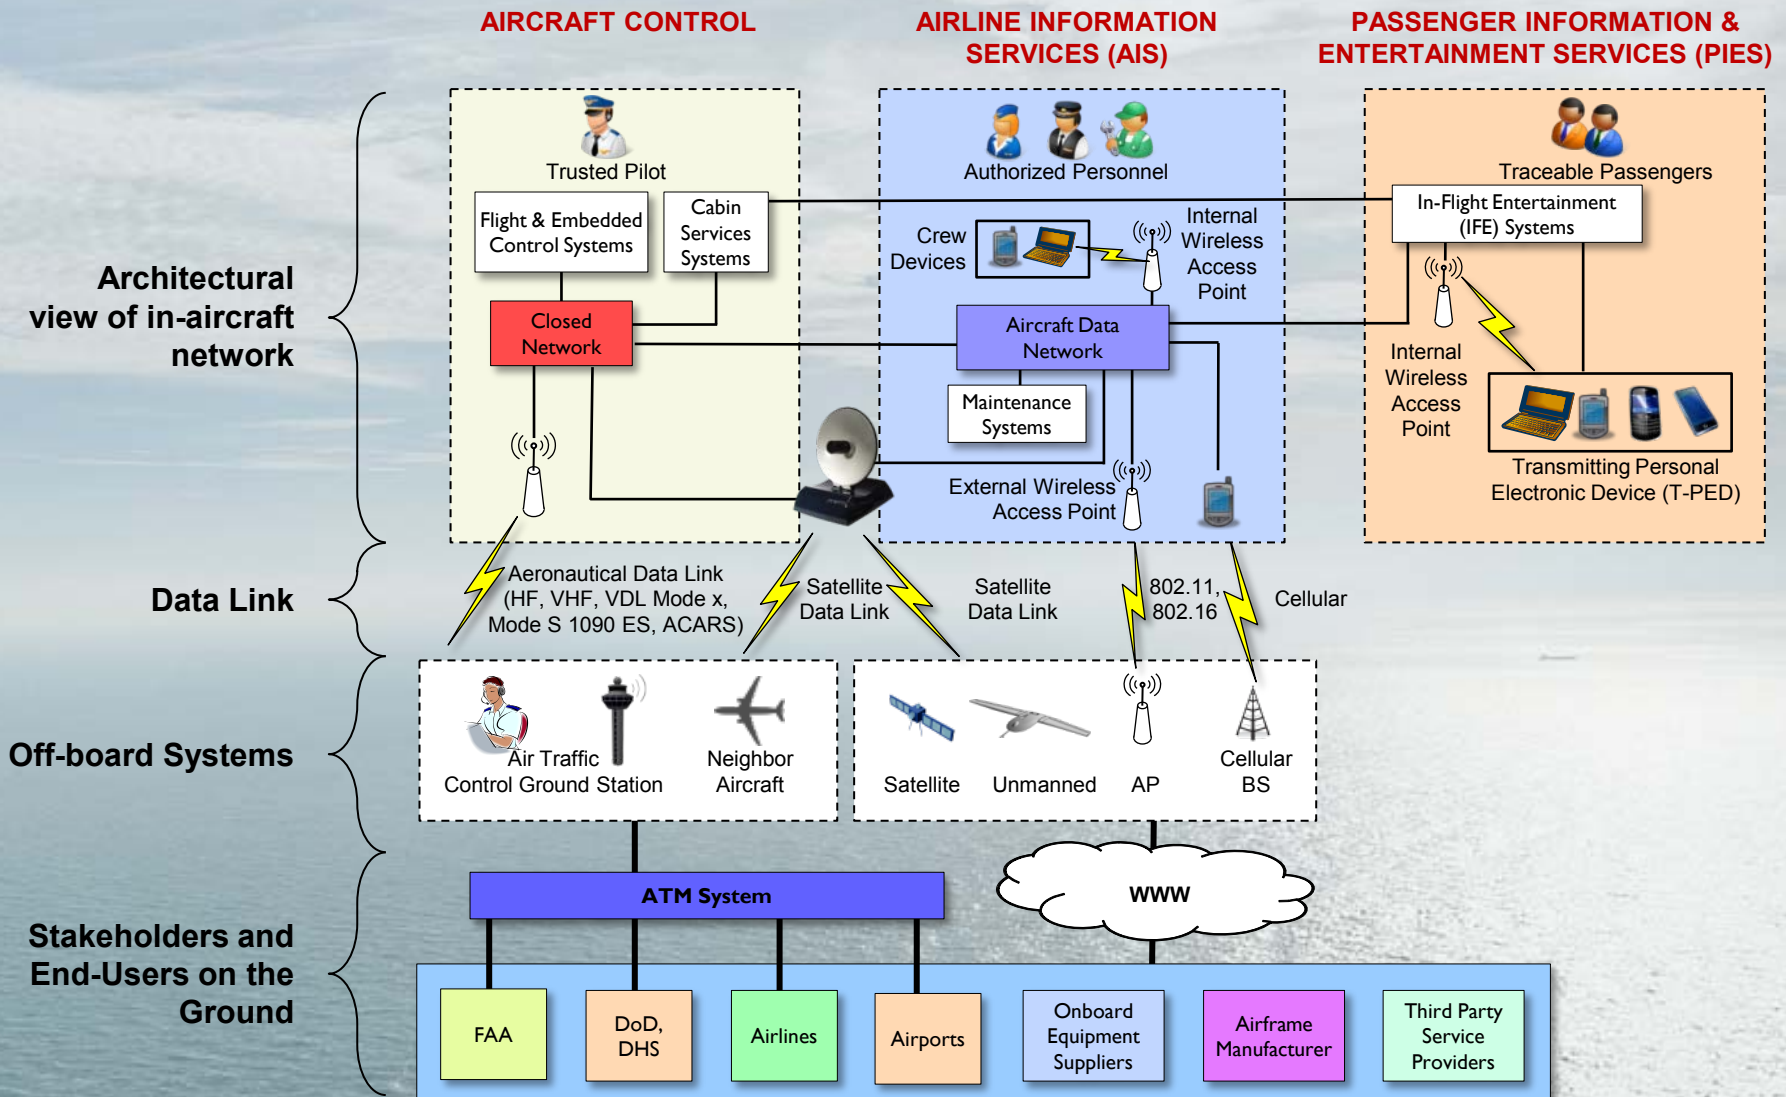 AIRCRAFT CONTROL
AIRLINE INFORMATION
SERVICES (AIS)
PASSENGER INFORMATION &
ENTERTAINMENT SERVICES (PIES)
Architectural
view of in-aircraft
network
Trusted Pilot
Flight & Embedded
Control Systems
Cabin
Services
Systems
Closed
Network
Authorized Personnel
Crew
Devices
Internal
Wireless
Access
Point
Aircraft Data
Network
Maintenance
Systems
External Wireless
Access Point
Traceable Passengers
In-Flight Entertainment
(IFE) Systems
Internal
Wireless
Access
Point
Transmitting Personal
Electronic Device (T-PED)
Data Link
Aeronautical Data Link
(HF, VHF, VDL Mode x,
Mode S 1090 ES, ACARS)
Satellite
Data Link
Satellite
Data Link
802.11,
802.16
Cellular
Off-board Systems
Air Traffic
Control Ground Station
Neighbor
Aircraft
Satellite
Unmanned
AP
Cellular
BS
Stakeholders and
End-Users on the
Ground
ATM System
WWW
FAA
DoD,
DHS
Airlines
Airports
Onboard
Equipment
Suppliers
Airframe
Manufacturer
Third Party
Service
Providers